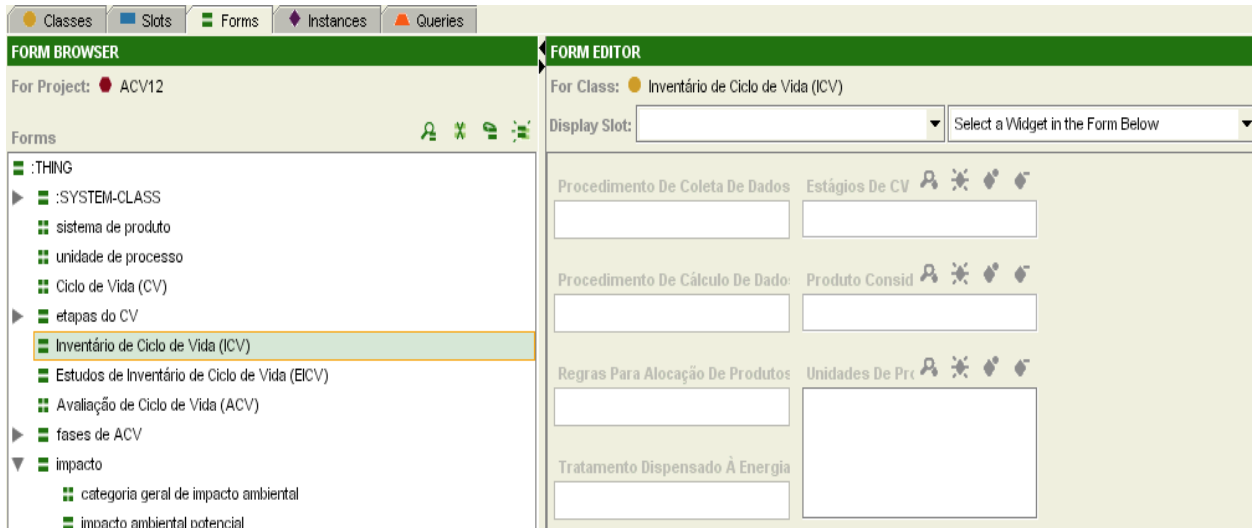 Classes Slots Forms Instances Queries
FORM BROWSER
For Project: ACV12
Forms
:THING
:SYSTEM-CLASS
sistema de produto
unidade de processo
Ciclo de Vida (CV)
etapas do CV
Inventário de Ciclo de Vida (ICV)
Estudos de Inventário de Ciclo de Vida (EICV)
Avaliação de Ciclo de Vida (ACV)
fases de ACV
impacto
categoria geral de impacto ambiental
impacto ambiental potencial
FORM EDITOR
For Class: Inventário de Ciclo de Vida (ICV)
Display Slot: Select a Widget in the Form Below
Procedimento De Coleta De Dados Estágios De CV
Procedimento De Cálculo De Dado Produto Consid
Regras Para Alocação De Produtos Unidades De Pro
Tratamento Dispensado À Energia